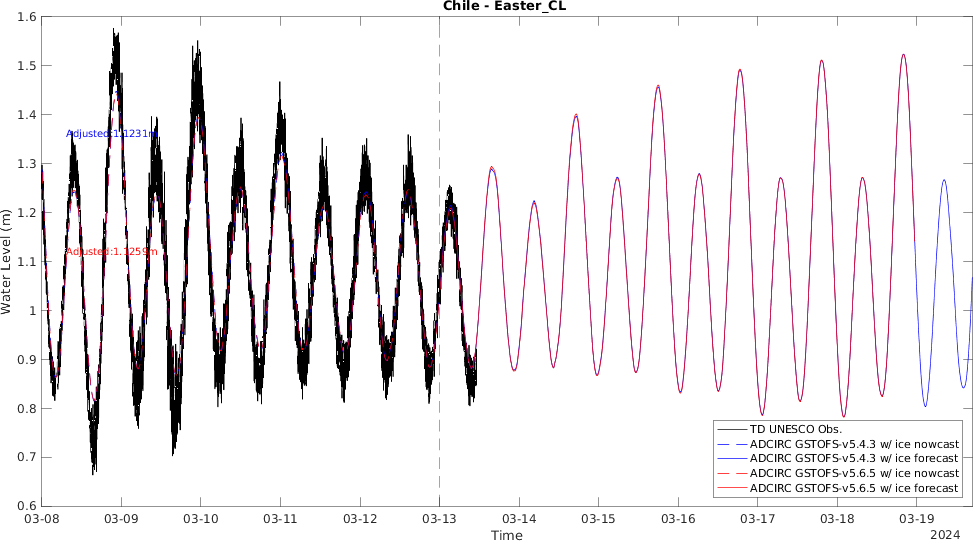 Chile - Easter_CL
1.6
1.5
1.4
1.3
1.2
1.1
1
0.9
0.8
0.7
0.6
Water Level (m)
Adjusted:1.1231m
Adjusted:1.1259m
TD UNESCO Obs.
ADCIRC GSTOFS-v5.4.3 w/ ice nowcast
ADCIRC GSTOFS-v5.4.3 w/ ice forecast
ADCIRC GSTOFS-v5.6.5 w/ ice nowcast
ADCIRC GSTOFS-v5.6.5 w/ ice forecast
03-08 03-09 03-10 03-11 03-12 03-13 03-14 03-15 03-16 03-17 03-18 03-19
Time
2024